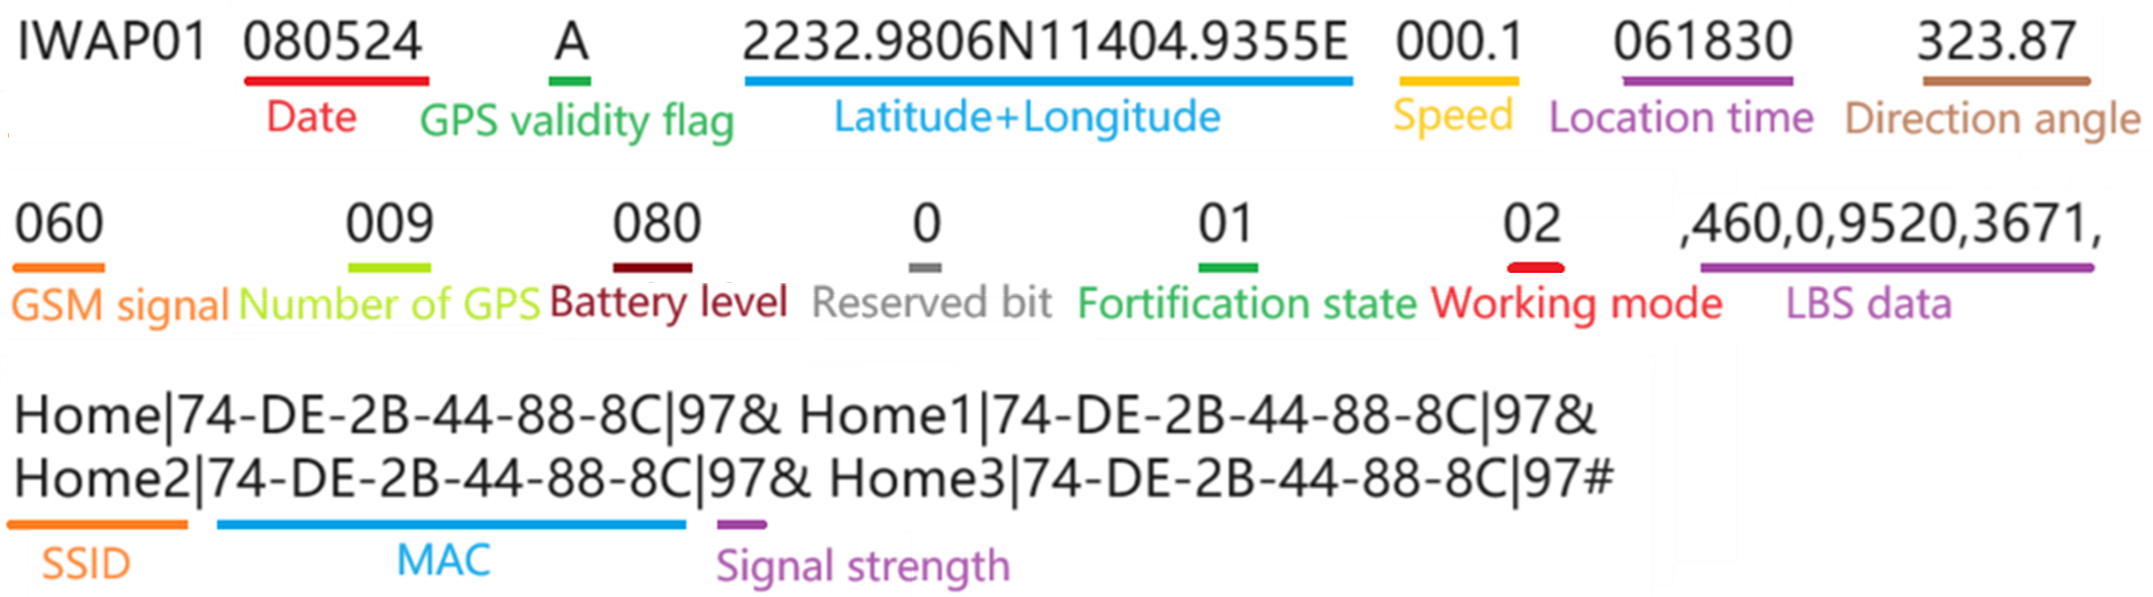 IWAP01 080524 A 2232.9806N11404.9355E 000.1 061830 323.87
Date GPS validity flag Latitude+Longitude Speed Location time Direction angle
060 009 080 0 01 02 ,460,0,9520,3671,
GSM signal Number of GPS Battery level Reserved bit Fortification state Working mode LBS data
Home|74-DE-2B-44-88-8C|97& Home1|74-DE-2B-44-88-8C|97&
Home2|74-DE-2B-44-88-8C|97& Home3|74-DE-2B-44-88-8C|97#
SSID MAC Signal strength